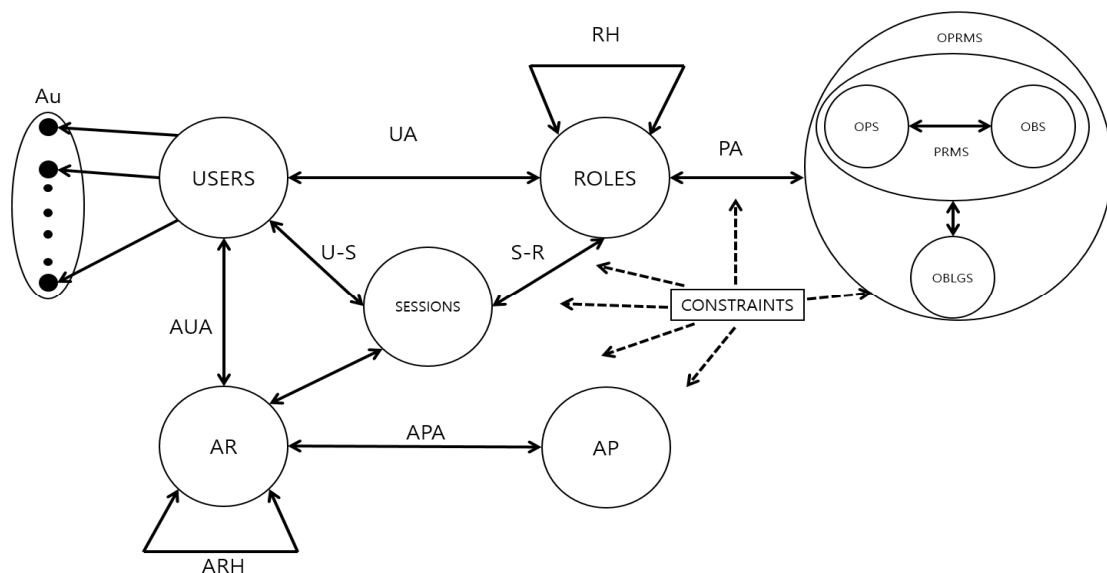 RH
OPRMS
Au
UA
PA
OPS
OBS
PRMS
USERS
ROLES
U-S
S-R
OBLGS
SESSIONS
CONSTRAINTS
AUA
APA
AR
AP
ARH